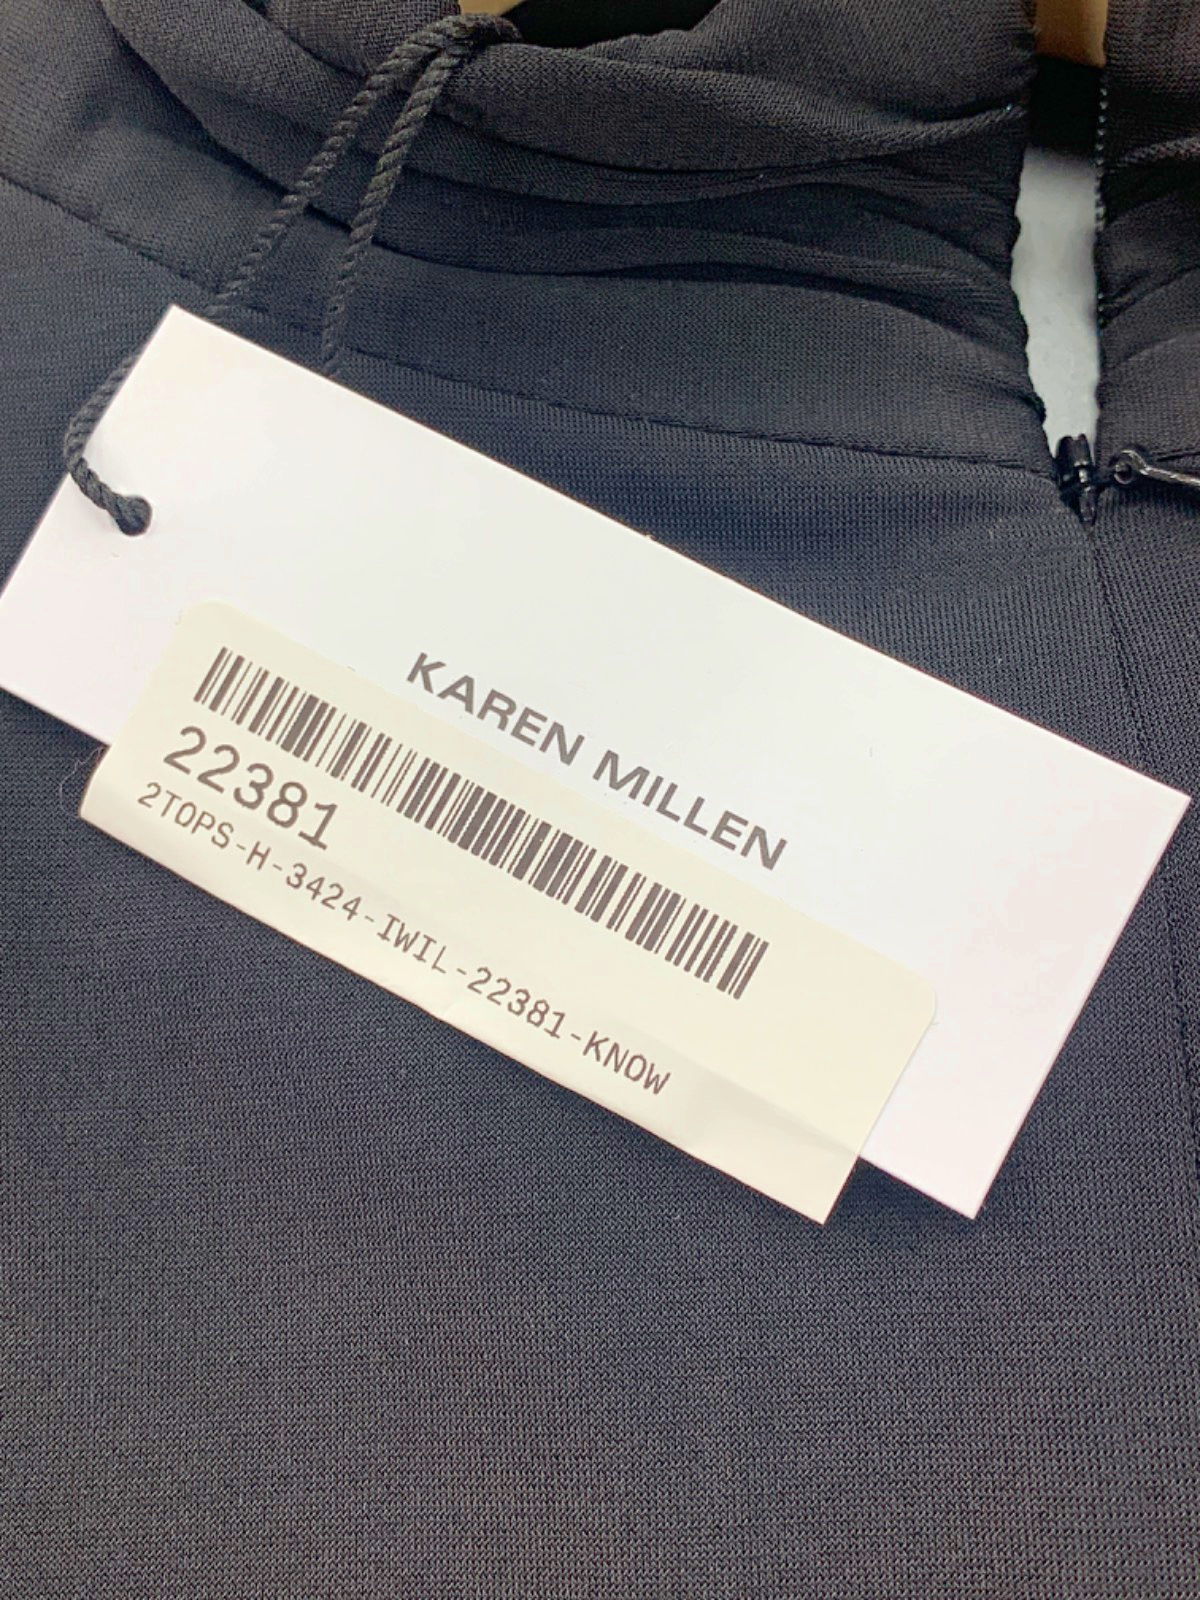 KAREN MILLEN
22381
2TOPS-H-3424-IWIL-22381-KNOW